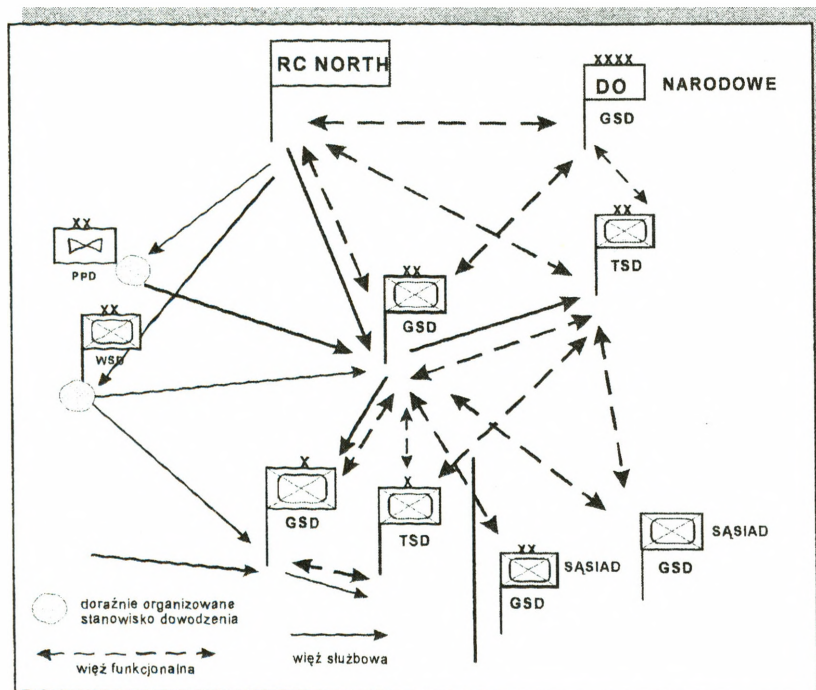 RC NORTH
XXXX
DO NARODOWE
GSD
XX
PPD
XX
TSD
XX
GSD
XX
WSD
X
GSD
X
TSD
XX
SĄSIAD
GSD
SĄSIAD
GSD
doraźnie organizowane
stanowisko dowodzenia
więź funkcjonalna
więź służbowa